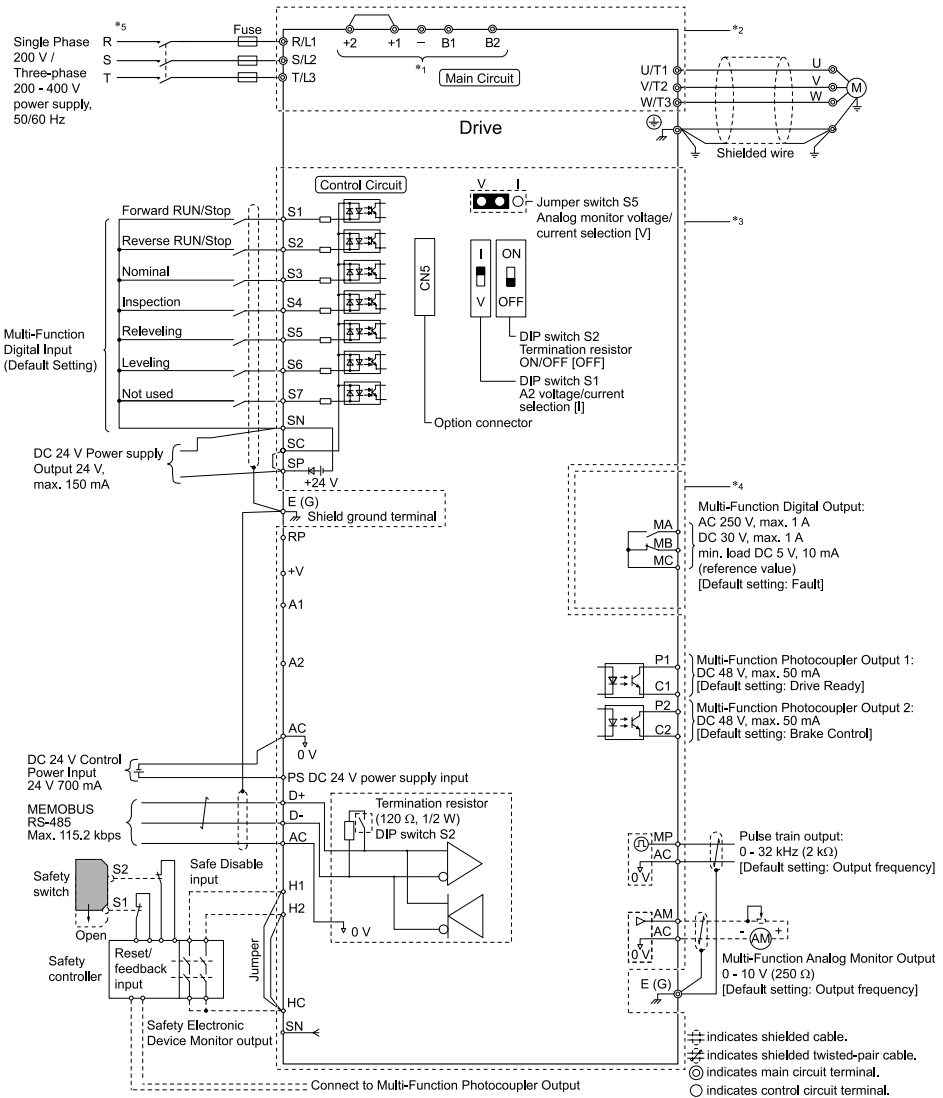 *5
Single Phase
200 V /
Three-phase
200 - 400 V
power supply,
50/60 Hz
R
S
T
Fuse
R/L1
S/L2
T/L3
+2
+1
−
B1
B2
*1
Main Circuit
*2
U/T1
V/T2
W/T3
U
V
W
M
Shielded wire
Drive
Control Circuit
V
I
Jumper switch S5
Analog monitor voltage/
current selection [V]
*3
CN5
I
V
ON
OFF
DIP switch S2
Termination resistor
ON/OFF [OFF]
DIP switch S1
A2 voltage/current
selection [I]
Option connector
Multi-Function
Digital Input
(Default Setting)
Forward RUN/Stop
S1
Reverse RUN/Stop
S2
Nominal
S3
Inspection
S4
Releveling
S5
Leveling
S6
Not used
S7
SN
SC
SP
+24 V
DC 24 V Power supply
Output 24 V,
max. 150 mA
E (G)
Shield ground terminal
RP
+V
A1
A2
AC
0 V
*4
MA
MB
MC
Multi-Function Digital Output:
AC 250 V, max. 1 A
DC 30 V, max. 1 A
min. load DC 5 V, 10 mA
(reference value)
[Default setting: Fault]
P1
C1
Multi-Function Photocoupler Output 1:
DC 48 V, max. 50 mA
[Default setting: Drive Ready]
P2
C2
Multi-Function Photocoupler Output 2:
DC 48 V, max. 50 mA
[Default setting: Brake Control]
DC 24 V Control
Power Input
24 V 700 mA
PS DC 24 V power supply input
MEMOBUS
RS-485
Max. 115.2 kbps
D+
D-
AC
Termination resistor
(120 Ω, 1/2 W)
DIP switch S2
0 V
MP
AC
0 V
Pulse train output:
0 - 32 kHz (2 kΩ)
[Default setting: Output frequency]
AM
AC
0 V
-
+
AM
Multi-Function Analog Monitor Output
0 - 10 V (250 Ω)
[Default setting: Output frequency]
E (G)
Safety
switch
S2
S1
Open
Safe Disable
input
H1
H2
Jumper
HC
SN
Safety
controller
Reset/
feedback
input
Safety Electronic
Device Monitor output
Connect to Multi-Function Photocoupler Output
indicates shielded cable.
indicates shielded twisted-pair cable.
indicates main circuit terminal.
indicates control circuit terminal.